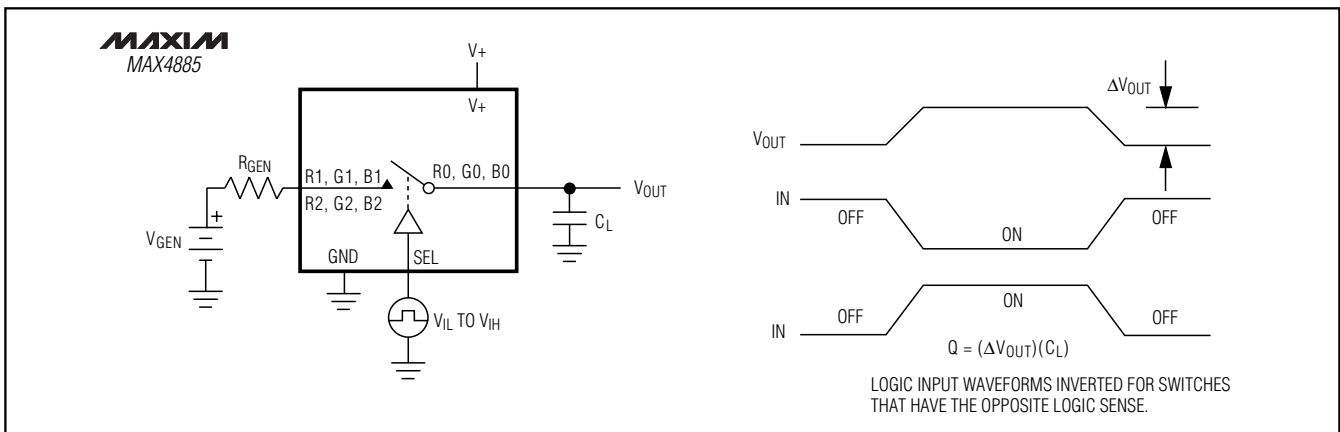 MAXIM
MAX4885
V+
V+
RGEN
R1, G1, B1
R0, G0, B0
R2, G2, B2
VOUT
CL
+
VGEN
GND
SEL
VIL TO VIH
ΔVOUT
VOUT
IN
OFF
ON
OFF
IN
OFF
ON
OFF
Q = (ΔVOUT)(CL)
LOGIC INPUT WAVEFORMS INVERTED FOR SWITCHES
THAT HAVE THE OPPOSITE LOGIC SENSE.